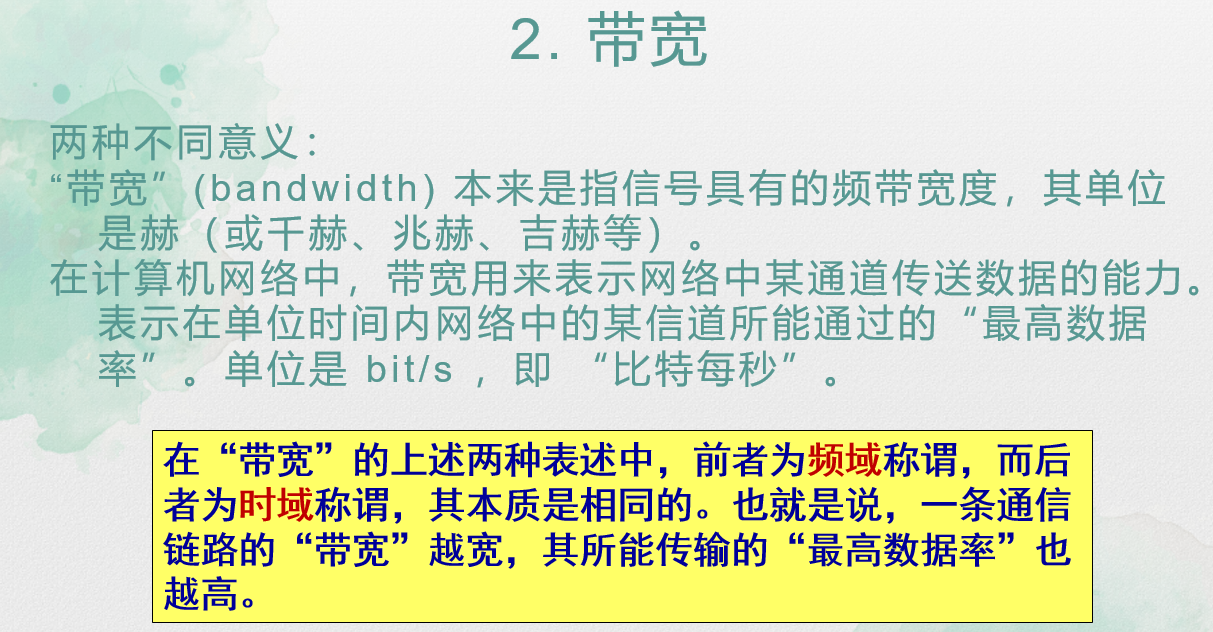 2. 带宽
两种不同意义：
“带宽”(bandwidth) 本来是指信号具有的频带宽度，其单位
是赫（或千赫、兆赫、吉赫等）。
在计算机网络中，带宽用来表示网络中某通道传送数据的能力。
表示在单位时间内网络中的某信道所能通过的“最高数据
率”。单位是 bit/s ，即 “比特每秒”。
在“带宽”的上述两种表述中，前者为频域称谓，而后
者为时域称谓，其本质是相同的。也就是说，一条通信
链路的“带宽”越宽，其所能传输的“最高数据率”也
越高。